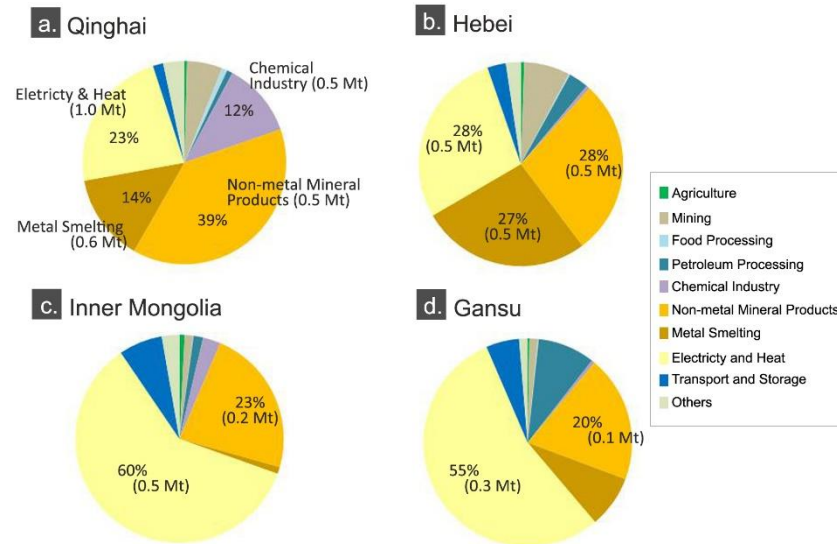 a. Qinghai
Chemical
Industry (0.5 Mt)
12%
Eletricty & Heat
(1.0 Mt)
23%
14%
Metal Smelting
(0.6 Mt)
Non-metal Mineral
Products (0.5 Mt)
39%
b. Hebei
28%
(0.5 Mt)
28%
(0.5 Mt)
27%
(0.5 Mt)
Agriculture
Mining
Food Processing
Petroleum Processing
Chemical Industry
Non-metal Mineral Products
Metal Smelting
Electricty and Heat
Transport and Storage
Others
c. Inner Mongolia
23%
(0.2 Mt)
60%
(0.5 Mt)
d. Gansu
20%
(0.1 Mt)
55%
(0.3 Mt)